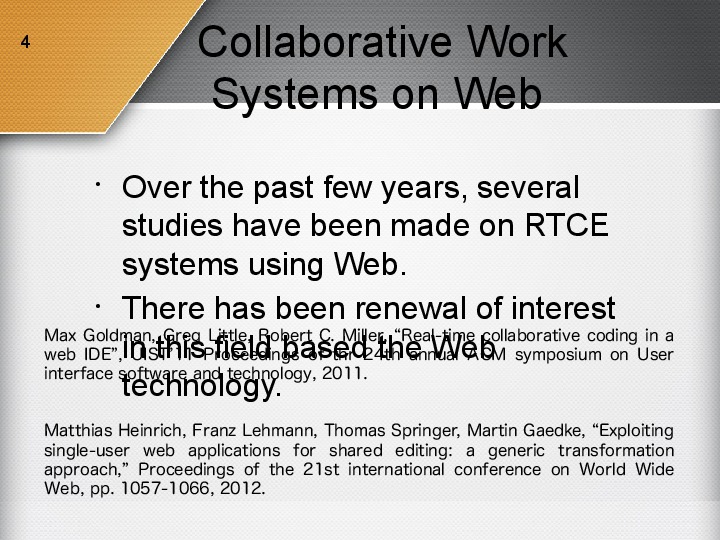 4
Collaborative Work
Systems on Web
• Over the past few years, several
studies have been made on RTCE
systems using Web.
• There has been renewal of interest
in this field based the Web
technology.
Max Goldman, Greg Little, Robert C. Miller, “Real-time collaborative coding in a
web IDE”, UIST'11 Proceedings of thr 24th annual ACM symposium on User
interface software and technology, 2011.
Matthias Heinrich, Franz Lehmann, Thomas Springer, Martin Gaedke, “Exploiting
single-user web applications for shared editing: a generic transformation
approach,” Proceedings of the 21st international conference on World Wide
Web, pp. 1057-1066, 2012.